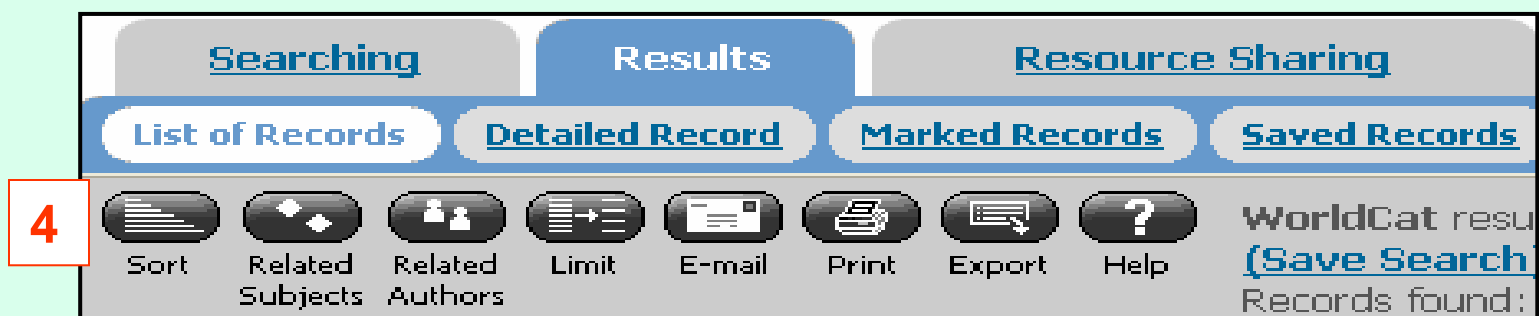 Searching Results Resource Sharing
List of Records Detailed Record Marked Records Saved Records
4
Sort Related Subjects Related Authors Limit E-mail Print Export ? Help
WorldCat resu
(Save Search)
Records found: